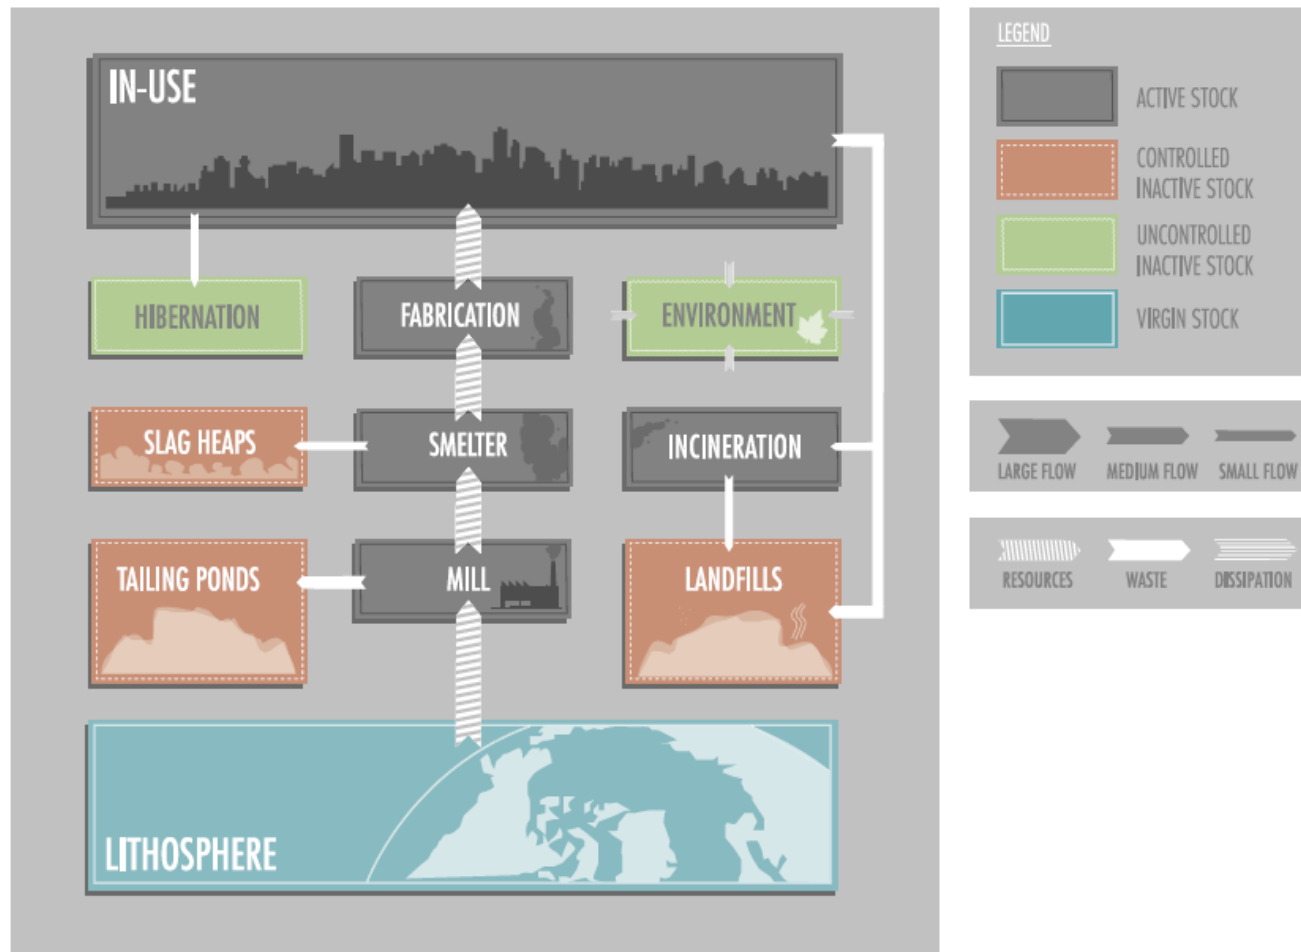 IN-USE
HIBERNATION
FABRICATION
ENVIRONMENT
SLAG HEAPS
SMELTER
INCINERATION
TAILING PONDS
MILL
LANDFILLS
LITHOSPHERE
LEGEND
ACTIVE STOCK
CONTROLLED
INACTIVE STOCK
UNCONTROLLED
INACTIVE STOCK
VIRGIN STOCK
LARGE FLOW
MEDIUM FLOW
SMALL FLOW
RESOURCES
WASTE
DISSIPATION